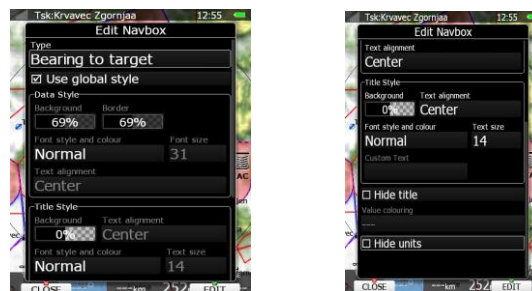 Tsk:Krvavec Zgornjaa 12:55
Edit Navbox
Type
Bearing to target
Use global style
Data Style
Background Border
69% 69%
Font style and colour Font size
Normal 31
Text alignment
Center
Title Style
Background Text alignment
0% Center
Font style and colour Text size
Normal 14
AC
CLOSE ---km 252 EDIT
Tsk:Krvavec Zgornjaa 12:55
Edit Navbox
Text alignment
Center
Title Style
Background Text alignment
0% Center
Font style and colour Text size
Normal 14
Custom Text
Hide title
Value colouring
---
Hide units
AC
CLOSE ---km 252 EDIT